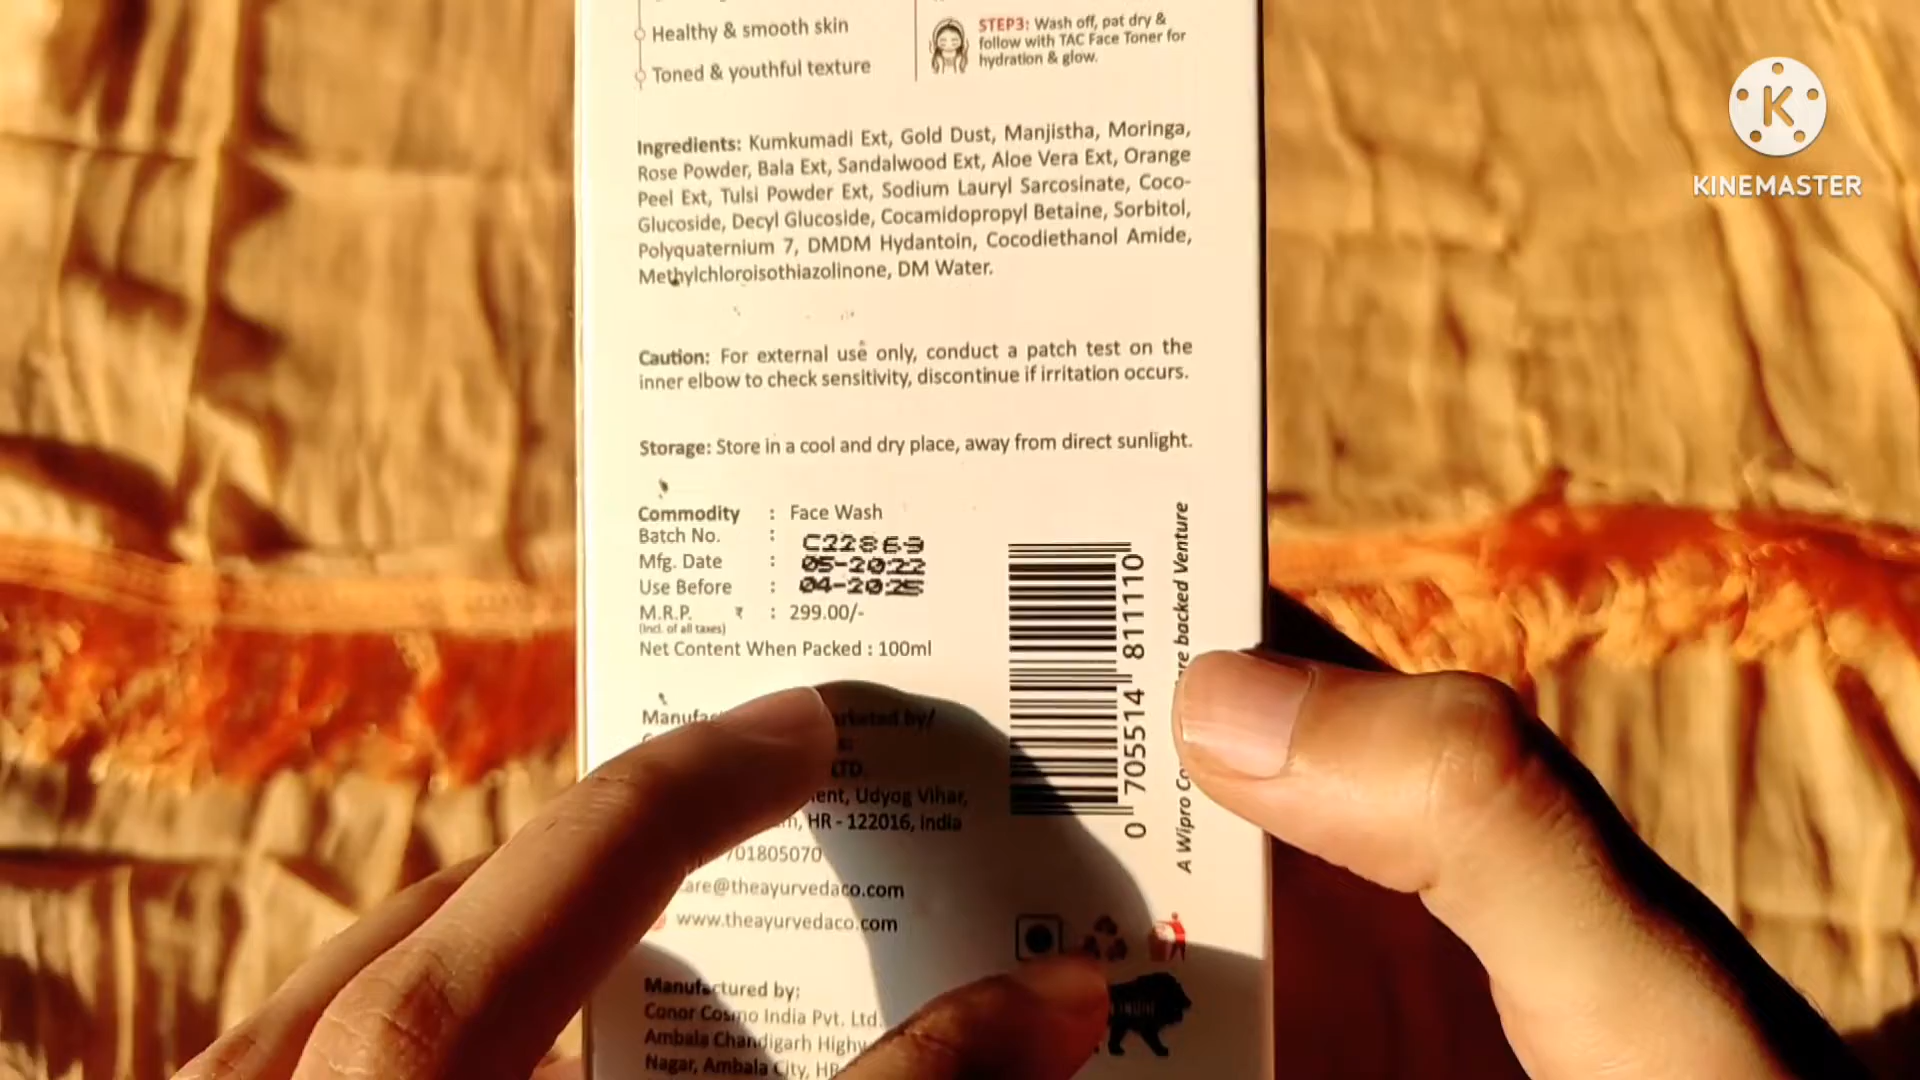 Healthy & smooth skin
Toned & youthful texture
STEP3: Wash off, pat dry &
follow with TAC Face Toner for
hydration & glow.
KINEMASTER
Ingredients: Kumkumadi Ext, Gold Dust, Manjistha, Moringa,
Rose Powder, Bala Ext, Sandalwood Ext, Aloe Vera Ext, Orange
Peel Ext, Tulsi Powder Ext, Sodium Lauryl Sarcosinate, Coco-
Glucoside, Decyl Glucoside, Cocamidopropyl Betaine, Sorbitol,
Polyquaternium 7, DMDM Hydantoin, Cocodiethanol Amide,
Methylchloroisothiazolinone, DM Water.
Caution: For external use only, conduct a patch test on the
inner elbow to check sensitivity, discontinue if irritation occurs.
Storage: Store in a cool and dry place, away from direct sunlight.
Commodity : Face Wash
Batch No. : C22869
Mfg. Date : 05-2022
Use Before : 04-2025
M.R.P. ₹ : 299.00/-
(Incl. of all taxes)
Net Content When Packed : 100ml
0 705514 811110
A Wipro backed Venture
by/
LTD.
Udyog Vihar,
HR - 122016, India
701805070
are@theayurvedaco.com
www.theayurvedaco.com
Manufactured by:
Conor Cosmo India Pvt. Ltd.
Ambala Chandigarh
Nagar, Ambala City,